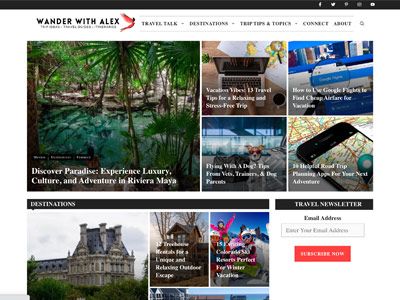 WANDER WITH ALEX
TRIP IDEAS • TRAVEL GUIDES • ITINERARIES
TRAVEL TALK
DESTINATIONS
TRIP TIPS & TOPICS
CONNECT
ABOUT
Mexico Experiences Luxury
Discover Paradise: Experience Luxury,
Culture, and Adventure in Riviera Maya
Vacation Vibes: 13 Travel
Tips for a Relaxing and
Stress-Free Trip
Google Flights
How to Use Google Flights to
Find Cheap Airfare for
Vacation
Flying With A Dog? Tips
From Vets, Trainers, & Dog
Parents
10 Helpful Road Trip
Planning Apps For Your Next
Adventure
DESTINATIONS
12 Treehouse
Rentals for a
Unique and
Relaxing Outdoor
Escape
15 Exciting
Colorado Ski
Resorts Perfect
For Winter
Vacation
TRAVEL NEWSLETTER
Email Address
Enter Your Email Address
SUBSCRIBE NOW